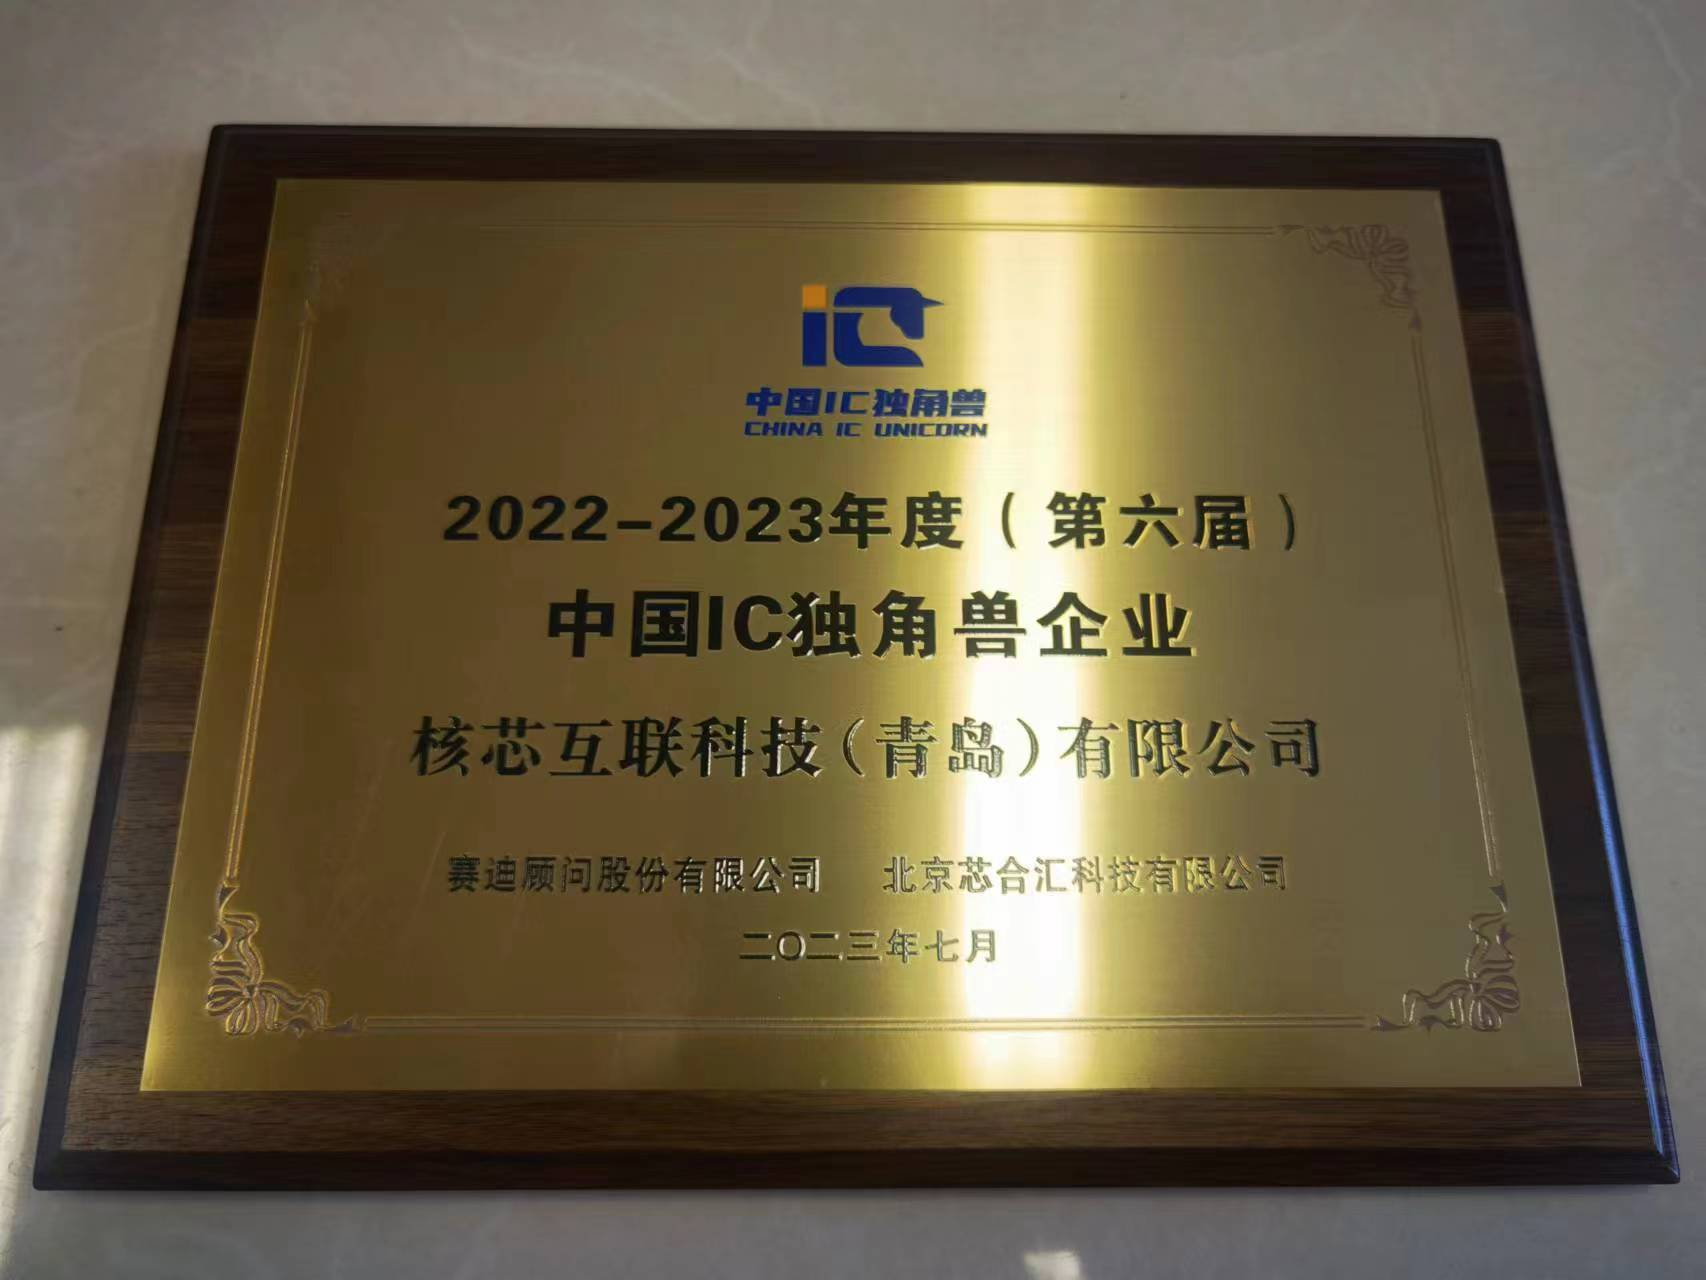 中国IC独角兽
CHINA IC UNICORN
2022-2023年度（第六届）
中国IC独角兽企业
核芯互联科技（青岛）有限公司
赛迪顾问股份有限公司 北京芯合汇科技有限公司
二〇二三年七月